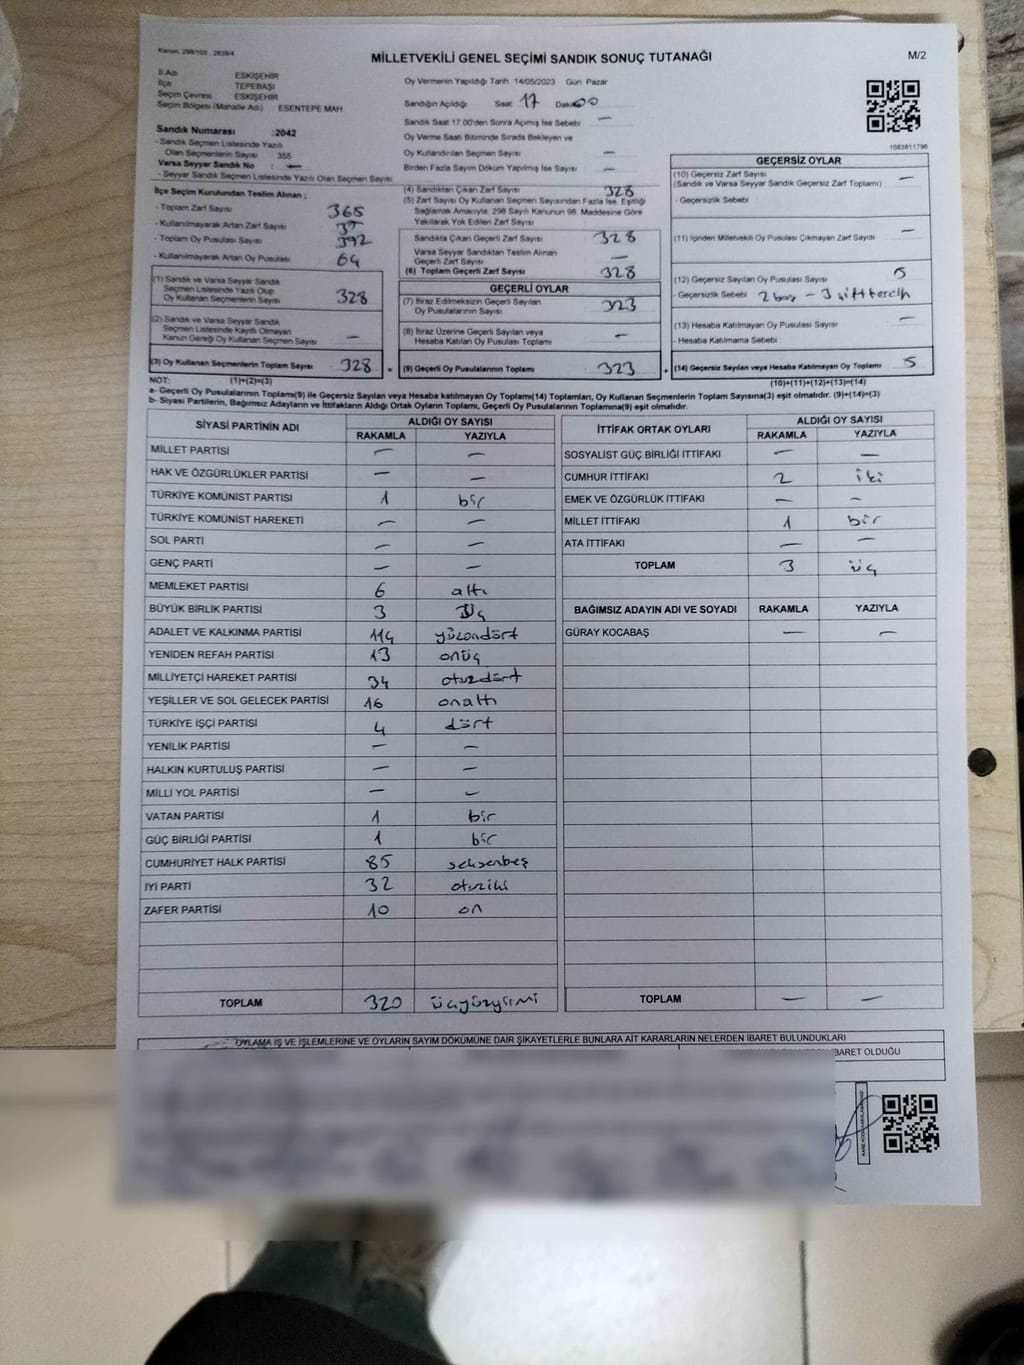 Kanun: 298/105 , 2839/4
MİLLETVEKİLİ GENEL SEÇİMİ SANDIK SONUÇ TUTANAĞI
M/2
İl Adı ESKİŞEHİR
İlçe TEPEBAŞI
Seçim Çevresi ESKİŞEHİR
Seçim Bölgesi (Mahalle Adı) : ESENTEPE MAH
Sandık Numarası :2042
- Sandık Seçmen Listesinde Yazılı
Olan Seçmenlerin Sayısı : 355
Varsa Seyyar Sandık No : —
- Seyyar Sandık Seçmen Listesinde Yazılı Olan Seçmen Sayısı
Oy Vermenin Yapıldığı Tarih 14/05/2023 Gün Pazar
Sandığın Açıldığı Saat 17 Dakika 00
Sandık Saat 17.00'den Sonra Açılmış İse Sebebi —
Oy Verme Saati Bitiminde Sırada Bekleyen ve
Oy Kullandırılan Seçmen Sayısı —
Birden Fazla Sayım Döküm Yapılmış İse Sayısı —
1083811796
İlçe Seçim Kurulundan Teslim Alınan ;
- Toplam Zarf Sayısı 365
- Kullanılmayarak Artan Zarf Sayısı 37
- Toplam Oy Pusulası Sayısı 392
- Kullanılmayarak Artan Oy Pusulası 64
(1) Sandık ve Varsa Seyyar Sandık
Seçmen Listesinde Yazılı Olup
Oy Kullanan Seçmenlerin Sayısı 328
(2) Sandık ve Varsa Seyyar Sandık
Seçmen Listesinde Kayıtlı Olmayan
Kanun Gereği Oy Kullanan Seçmen Sayısı —
(3) Oy Kullanan Seçmenlerin Toplam Sayısı 328
(4) Sandıktan Çıkan Zarf Sayısı 328
(5) Zarf Sayısı Oy Kullanan Seçmen Sayısından Fazla İse, Eşitliği
Sağlamak Amacıyla, 298 Sayılı Kanunun 98. Maddesine Göre
Yakılarak Yok Edilen Zarf Sayısı
Sandıkta Çıkan Geçerli Zarf Sayısı 328
Varsa Seyyar Sandıktan Teslim Alınan
Geçerli Zarf Sayısı —
(6) Toplam Geçerli Zarf Sayısı 328
GEÇERLİ OYLAR
(7) İtiraz Edilmeksizin Geçerli Sayılan
Oy Pusulalarının Sayısı 323
(8) İtiraz Üzerine Geçerli Sayılan veya
Hesaba Katılan Oy Pusulası Toplamı —
(9) Geçerli Oy Pusulalarının Toplamı 323
GEÇERSİZ OYLAR
(10) Geçersiz Zarf Sayısı —
(Sandık ve Varsa Seyyar Sandık Geçersiz Zarf Toplamı)
- Geçersizlik Sebebi
(11) İçinden Milletvekili Oy Pusulası Çıkmayan Zarf Sayısı —
(12) Geçersiz Sayılan Oy Pusulası Sayısı 5
- Geçersizlik Sebebi 2 boş - 3 çift tercih
(13) Hesaba Katılmayan Oy Pusulası Sayısı —
- Hesaba Katılmama Sebebi
(14) Geçersiz Sayılan veya Hesaba Katılmayan Oy Toplamı 5
NOT: (1)+(2)=(3)
(10)+(11)+(12)+(13)=(14)
a- Geçerli Oy Pusulalarının Toplamı(9) ile Geçersiz Sayılan veya Hesaba katılmayan Oy Toplamı(14) Toplamları, Oy Kullanan Seçmenlerin Toplam Sayısına(3) eşit olmalıdır. (9)+(14)=(3)
b- Siyasi Partilerin, Bağımsız Adayların ve İttifakların Aldığı Ortak Oyların Toplamı, Geçerli Oy Pusulalarının Toplamına(9) eşit olmalıdır.
SİYASİ PARTİNİN ADI ALDIĞI OY SAYISI
RAKAMLA YAZIYLA
MİLLET PARTİSİ — —
HAK VE ÖZGÜRLÜKLER PARTİSİ — —
TÜRKİYE KOMÜNİST PARTİSİ 1 bir
TÜRKİYE KOMÜNİST HAREKETİ — —
SOL PARTİ — —
GENÇ PARTİ — —
MEMLEKET PARTİSİ 6 altı
BÜYÜK BİRLİK PARTİSİ 3 üç
ADALET VE KALKINMA PARTİSİ 114 yüzondört
YENİDEN REFAH PARTİSİ 13 onüç
MİLLİYETÇİ HAREKET PARTİSİ 34 otuzdört
YEŞİLLER VE SOL GELECEK PARTİSİ 16 onaltı
TÜRKİYE İŞÇİ PARTİSİ 4 dört
YENİLİK PARTİSİ — —
HALKIN KURTULUŞ PARTİSİ — —
MİLLİ YOL PARTİSİ — —
VATAN PARTİSİ 1 bir
GÜÇ BİRLİĞİ PARTİSİ 1 bir
CUMHURİYET HALK PARTİSİ 85 seksenbeş
İYİ PARTİ 32 otuziki
ZAFER PARTİSİ 10 on
TOPLAM 320 üçyüzyirmi
İTTİFAK ORTAK OYLARI ALDIĞI OY SAYISI
RAKAMLA YAZIYLA
SOSYALİST GÜÇ BİRLİĞİ İTTİFAKI — —
CUMHUR İTTİFAKI 2 iki
EMEK VE ÖZGÜRLÜK İTTİFAKI — —
MİLLET İTTİFAKI 1 bir
ATA İTTİFAKI — —
TOPLAM 3 üç
BAĞIMSIZ ADAYIN ADI VE SOYADI RAKAMLA YAZIYLA
GÜRAY KOCABAŞ — —
TOPLAM — —
OYLAMA İŞ VE İŞLEMLERİNE VE OYLARIN SAYIM DÖKÜMÜNE DAİR ŞİKAYETLERLE BUNLARA AİT KARARLARIN NELERDEN İBARET BULUNDUKLARI
İBARET OLDUĞU